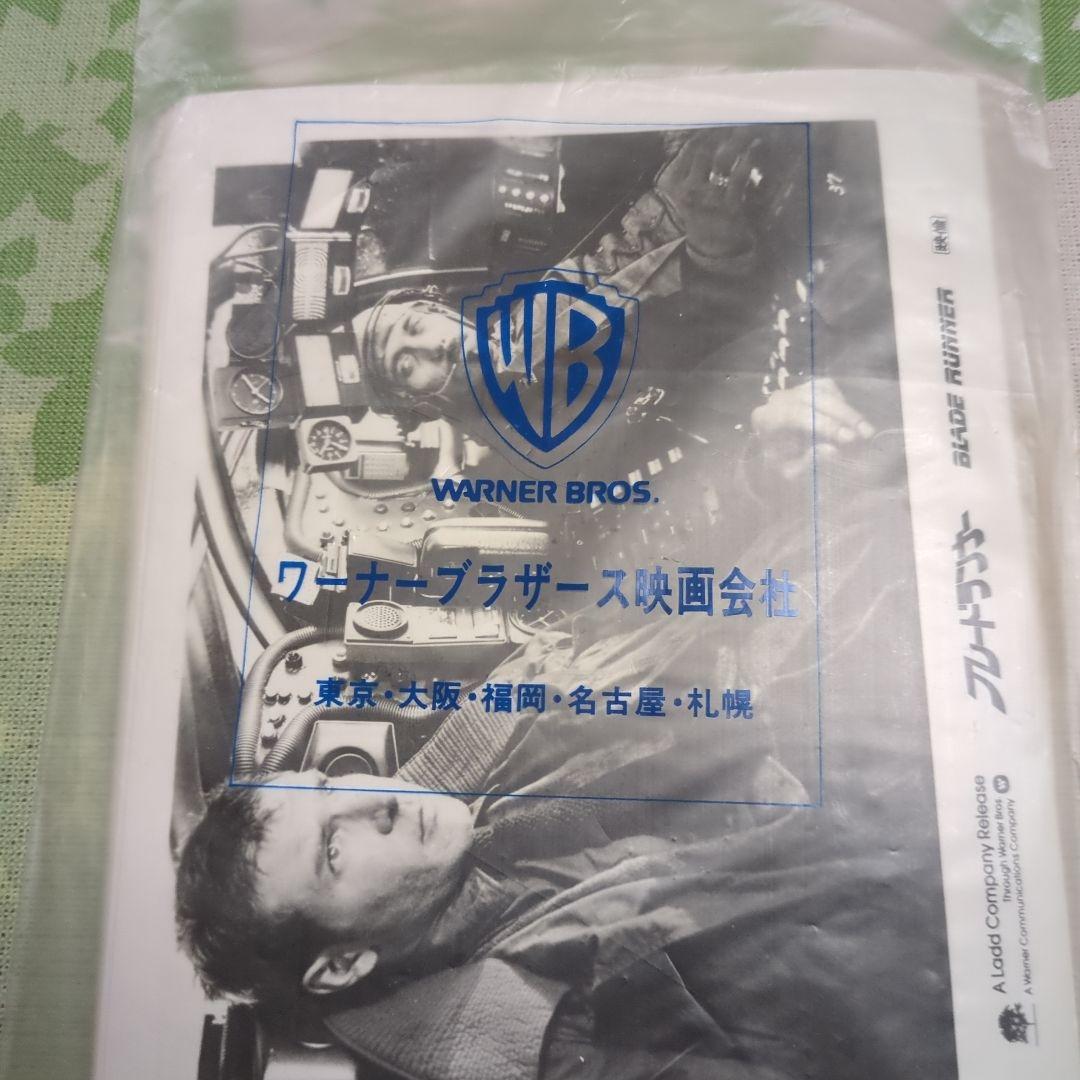 WB
WARNER BROS.
ワーナーブラザース映画会社
東京・大阪・福岡・名古屋・札幌
37
A Ladd Company Release
Through Warner Bros. W
A Warner Communications Company
ブレードランナー
BLADE RUNNER
映倫